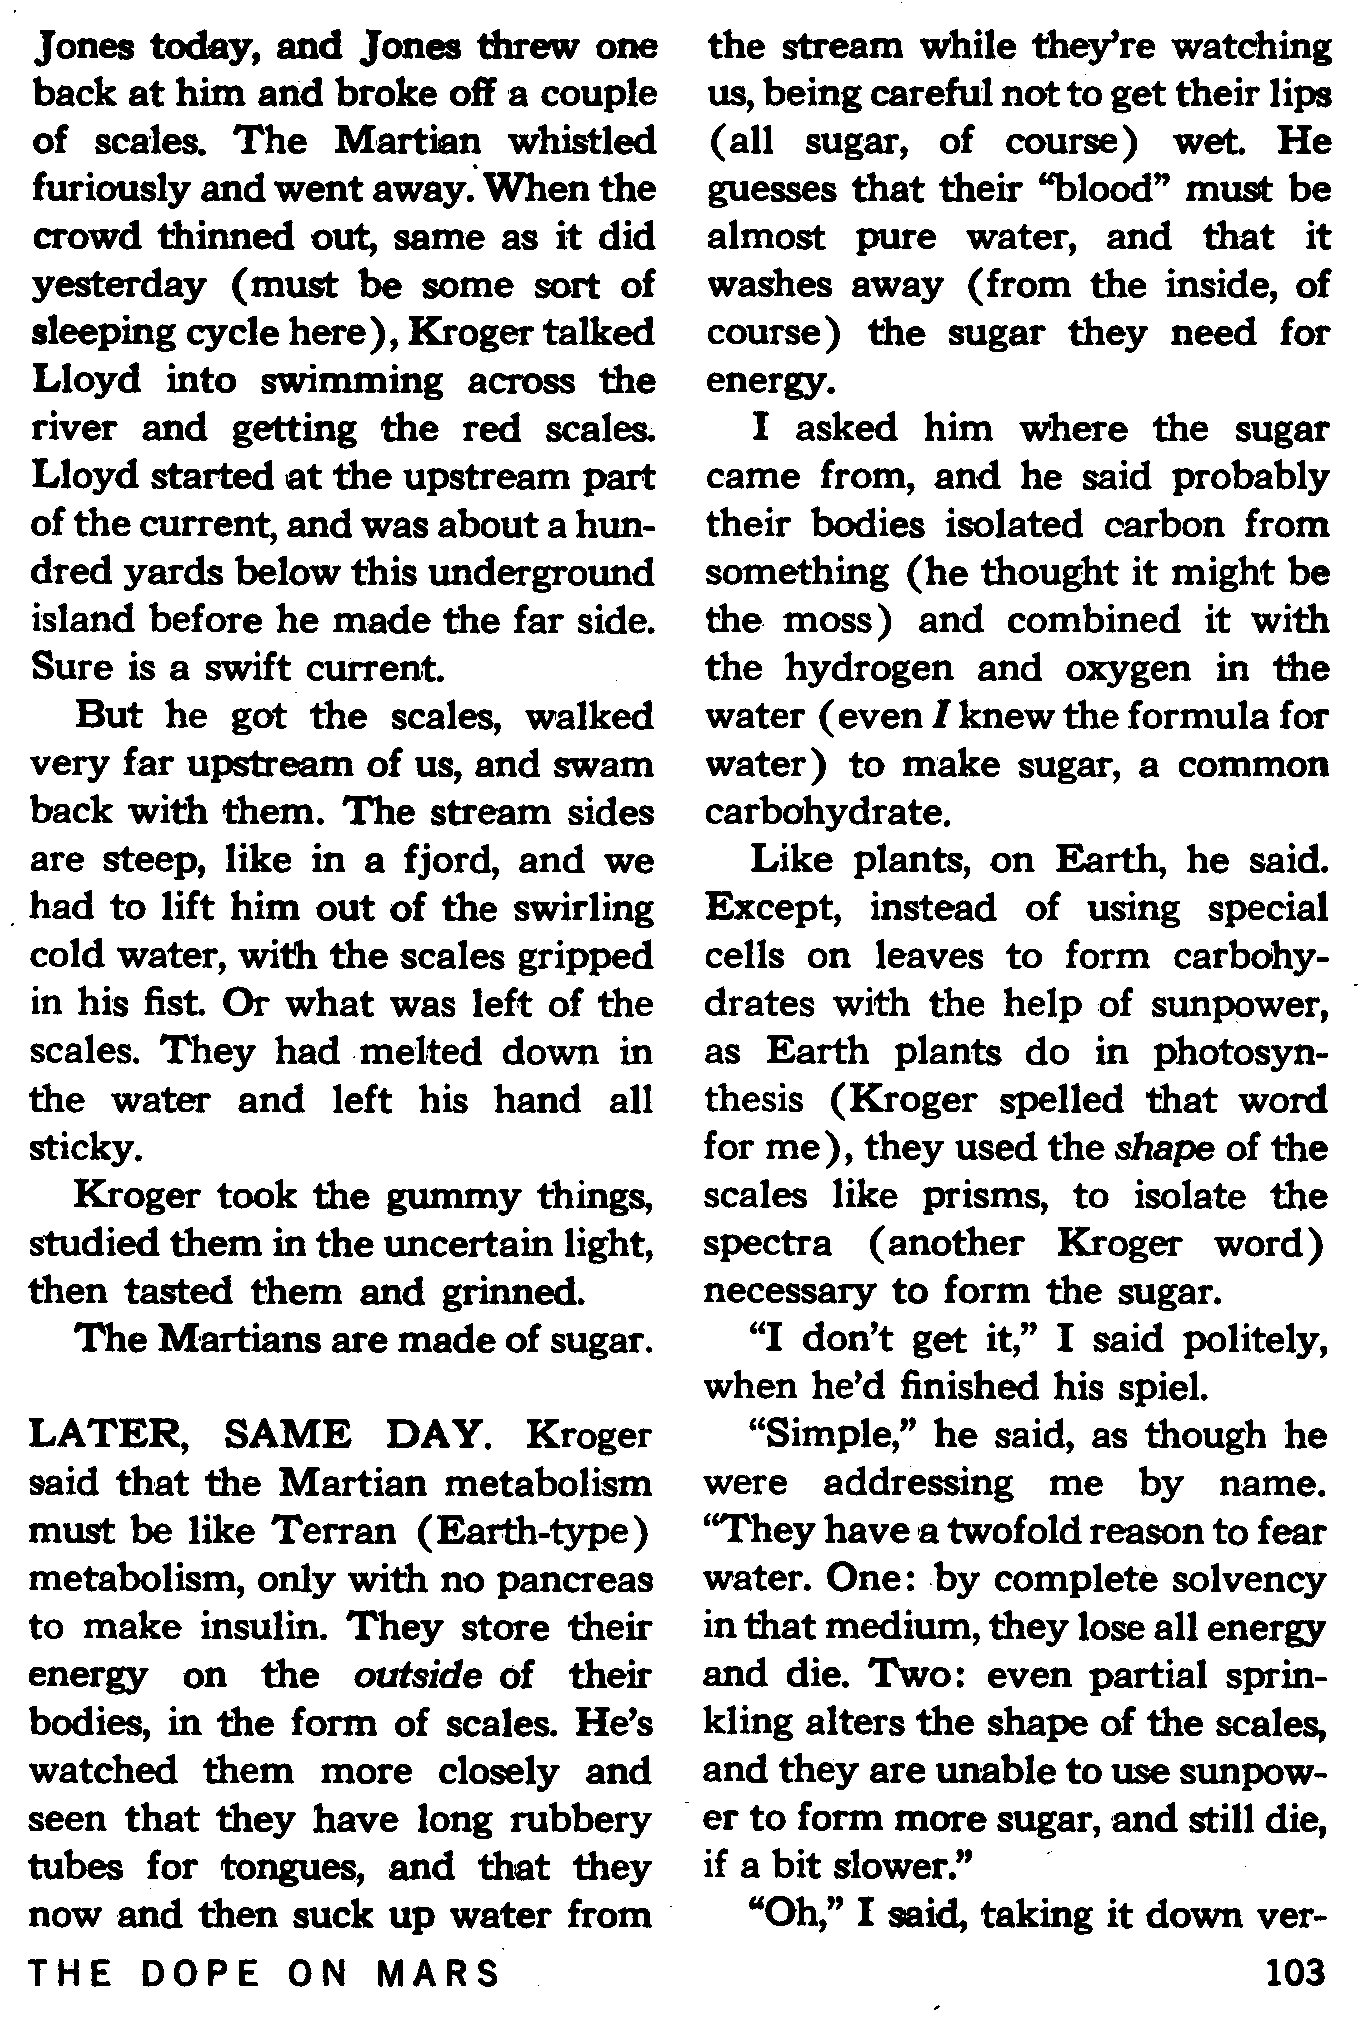 Jones today, and Jones threw one
back at him and broke off a couple
of scales. The Martian whistled
furiously and went away. When the
crowd thinned out, same as it did
yesterday (must be some sort of
sleeping cycle here), Kroger talked
Lloyd into swimming across the
river and getting the red scales.
Lloyd started at the upstream part
of the current, and was about a hun-
dred yards below this underground
island before he made the far side.
Sure is a swift current.
But he got the scales, walked
very far upstream of us, and swam
back with them. The stream sides
are steep, like in a fjord, and we
had to lift him out of the swirling
cold water, with the scales gripped
in his fist. Or what was left of the
scales. They had melted down in
the water and left his hand all
sticky.
Kroger took the gummy things,
studied them in the uncertain light,
then tasted them and grinned.
The Martians are made of sugar.
LATER, SAME DAY. Kroger
said that the Martian metabolism
must be like Terran (Earth-type)
metabolism, only with no pancreas
to make insulin. They store their
energy on the outside of their
bodies, in the form of scales. He's
watched them more closely and
seen that they have long rubbery
tubes for tongues, and that they
now and then suck up water from
the stream while they're watching
us, being careful not to get their lips
(all sugar, of course) wet. He
guesses that their “blood” must be
almost pure water, and that it
washes away (from the inside, of
course) the sugar they need for
energy.
I asked him where the sugar
came from, and he said probably
their bodies isolated carbon from
something (he thought it might be
the moss) and combined it with
the hydrogen and oxygen in the
water (even I knew the formula for
water) to make sugar, a common
carbohydrate.
Like plants, on Earth, he said.
Except, instead of using special
cells on leaves to form carbohy-
drates with the help of sunpower,
as Earth plants do in photosyn-
thesis (Kroger spelled that word
for me), they used the shape of the
scales like prisms, to isolate the
spectra (another Kroger word)
necessary to form the sugar.
“I don't get it,” I said politely,
when he'd finished his spiel.
“Simple,” he said, as though he
were addressing me by name.
“They have a twofold reason to fear
water. One: by complete solvency
in that medium, they lose all energy
and die. Two: even partial sprin-
kling alters the shape of the scales,
and they are unable to use sunpow-
er to form more sugar, and still die,
if a bit slower.”
“Oh,” I said, taking it down ver-
THE DOPE ON MARS 103